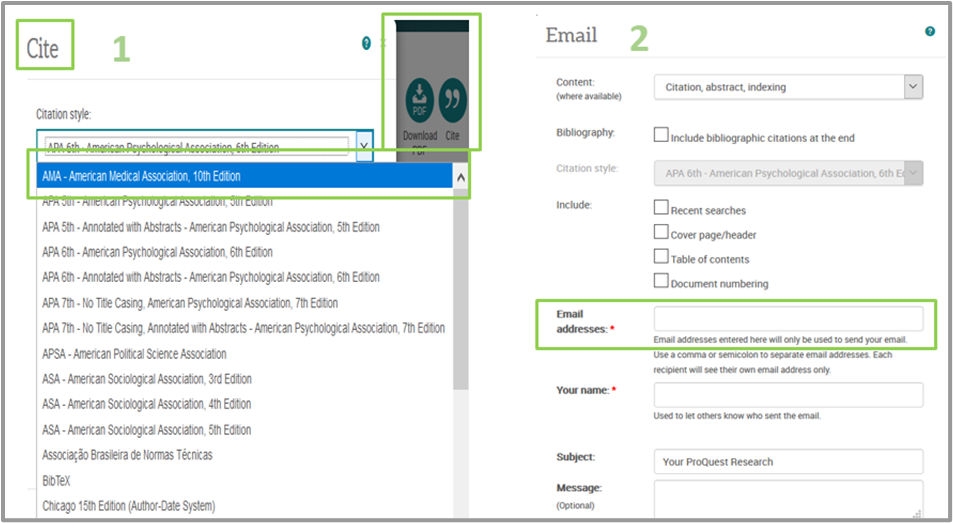 Cite
1
Citation style:
APA 6th - American Psychological Association, 6th Edition
AMA - American Medical Association, 10th Edition
APA 5th - American Psychological Association, 5th Edition
APA 5th - Annotated with Abstracts - American Psychological Association, 5th Edition
APA 6th - American Psychological Association, 6th Edition
APA 6th - Annotated with Abstracts - American Psychological Association, 6th Edition
APA 7th - No Title Casing, American Psychological Association, 7th Edition
APA 7th - No Title Casing, Annotated with Abstracts - American Psychological Association, 7th Edition
APSA - American Political Science Association
ASA - American Sociological Association, 3rd Edition
ASA - American Sociological Association, 4th Edition
ASA - American Sociological Association, 5th Edition
Associação Brasileira de Normas Técnicas
BibTeX
Chicago 15th Edition (Author-Date System)
?
PDF
Download
PDF
Cite
Email
2
?
Content:
(where available)
Citation, abstract, indexing
Bibliography:
Include bibliographic citations at the end
Citation style:
APA 6th - American Psychological Association, 6th E
Include:
Recent searches
Cover page/header
Table of contents
Document numbering
Email
addresses: *
Email addresses entered here will only be used to send your email.
Use a comma or semicolon to separate email addresses. Each
recipient will see their own email address only.
Your name: *
Used to let others know who sent the email.
Subject:
Your ProQuest Research
Message:
(Optional)